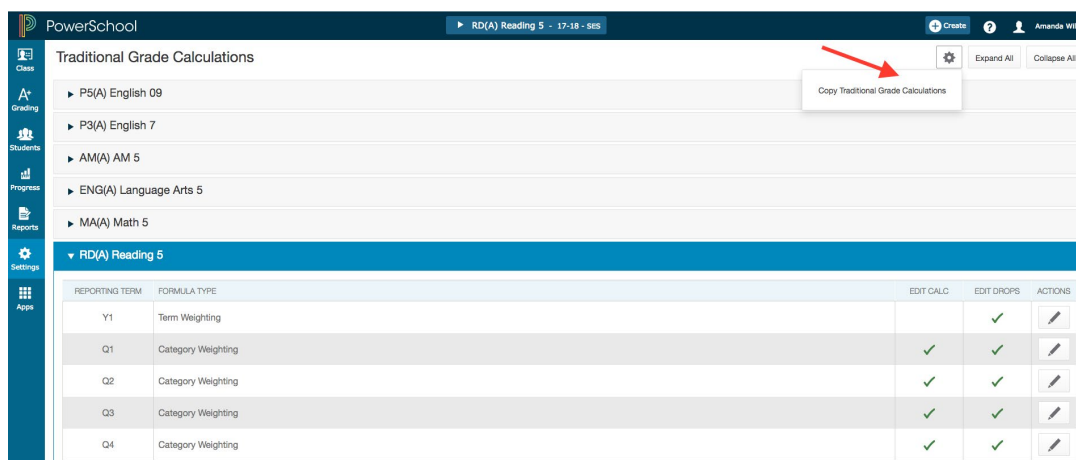 PowerSchool
RD(A) Reading 5 - 17-18 - SES
Create
Amanda Wil
Class
Grading
Students
Progress
Reports
Settings
Apps
Traditional Grade Calculations
Expand All
Collapse All
Copy Traditional Grade Calculations
P5(A) English 09
P3(A) English 7
AM(A) AM 5
ENG(A) Language Arts 5
MA(A) Math 5
RD(A) Reading 5
REPORTING TERM FORMULA TYPE EDIT CALC EDIT DROPS ACTIONS
Y1 Term Weighting
Q1 Category Weighting
Q2 Category Weighting
Q3 Category Weighting
Q4 Category Weighting